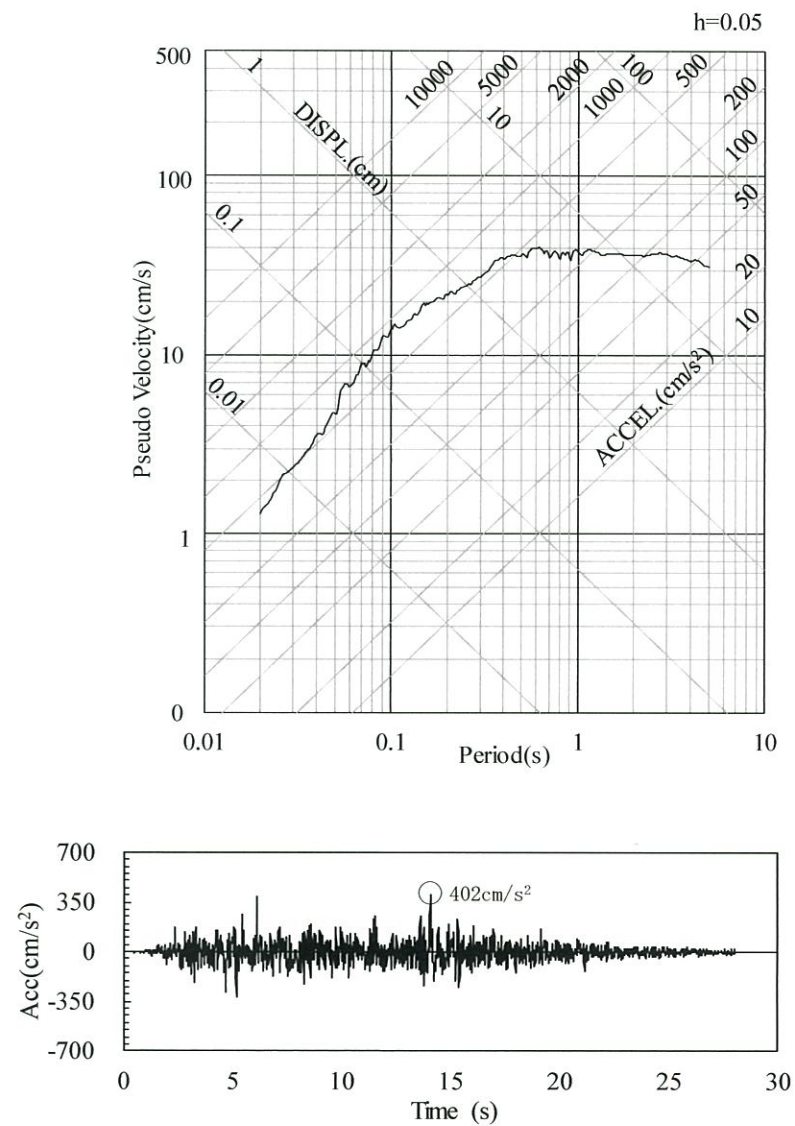 h=0.05
500
100
10
1
0
Pseudo Velocity(cm/s)
1
DISPL.(cm)
0.1
0.01
10000
5000
10
2000
1000
100
500
200
100
50
20
10
ACCEL.(cm/s²)
0.01 0.1 1 10
Period(s)
700
350
0
-350
-700
Acc(cm/s²)
402cm/s²
0 5 10 15 20 25 30
Time (s)